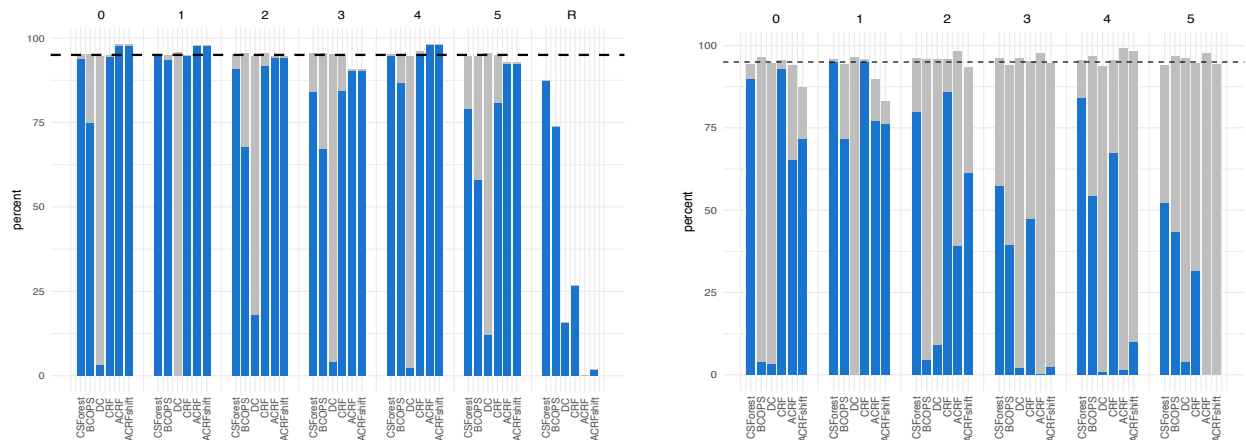 0 1 2 3 4 5 R
100
75
50
25
0
percent
CSForest BCOPS DC CRF ACRF ACRFshift CSForest BCOPS DC CRF ACRF ACRFshift CSForest BCOPS DC CRF ACRF ACRFshift CSForest BCOPS DC CRF ACRF ACRFshift CSForest BCOPS DC CRF ACRF ACRFshift CSForest BCOPS DC CRF ACRF ACRFshift CSForest BCOPS DC CRF ACRF ACRFshift
0 1 2 3 4 5
100
75
50
25
0
percent
CSForest BCOPS DC CRF ACRF ACRFshift CSForest BCOPS DC CRF ACRF ACRFshift CSForest BCOPS DC CRF ACRF ACRFshift CSForest BCOPS DC CRF ACRF ACRFshift CSForest BCOPS DC CRF ACRF ACRFshift CSForest BCOPS DC CRF ACRF ACRFshift